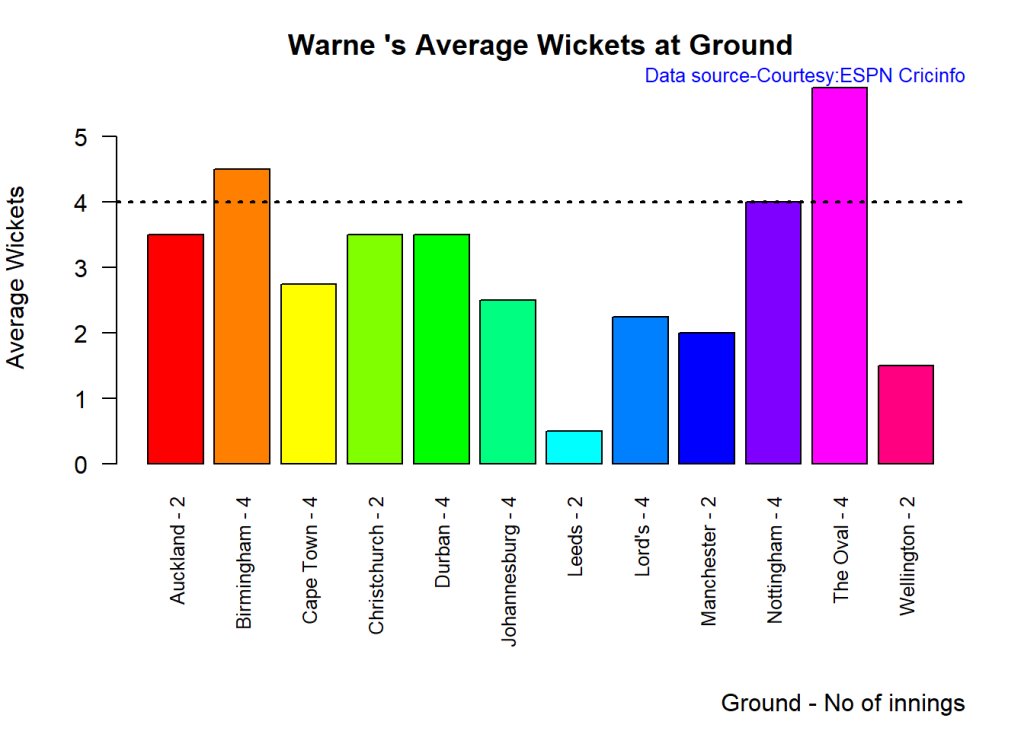 Warne 's Average Wickets at Ground
Data source-Courtesy:ESPN Cricinfo
Average Wickets
5
4
3
2
1
0
Auckland - 2
Birmingham - 4
Cape Town - 4
Christchurch - 2
Durban - 4
Johannesburg - 4
Leeds - 2
Lord's - 4
Manchester - 2
Nottingham - 4
The Oval - 4
Wellington - 2
Ground - No of innings